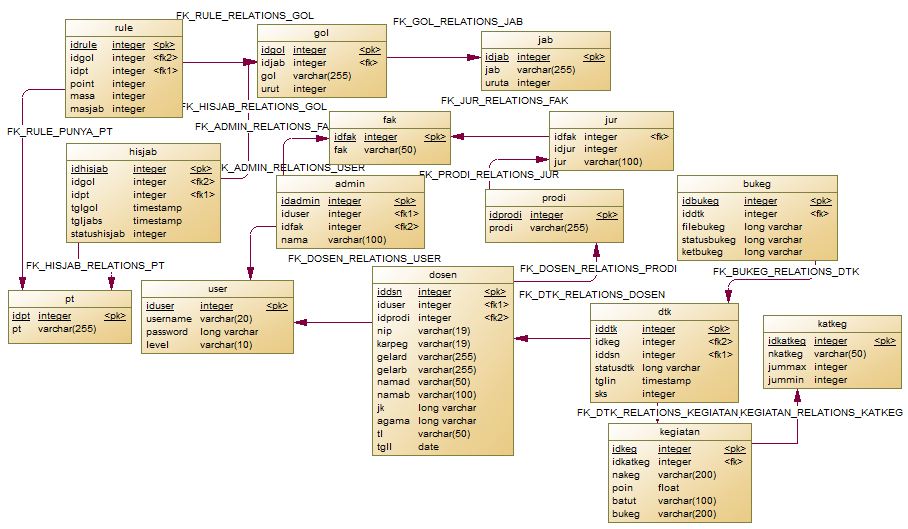 FK_RULE_RELATIONS_GOL
FK_GOL_RELATIONS_JAB
rule
idrule integer <pk>
idgol integer <fk2>
idpt integer <fk1>
point integer
masa integer
masjab integer
gol
idgol integer <pk>
idjab integer <fk>
gol varchar(255)
urut integer
jab
idjab integer <pk>
jab varchar(255)
uruta integer
FK_HISJAB_RELATIONS_GOL
FK_JUR_RELATIONS_FAK
FK_RULE_PUNYA_PT
FK_ADMIN_RELATIONS_FA
fak
idfak integer <pk>
fak varchar(50)
jur
idfak integer <fk>
idjur integer
jur varchar(100)
hisjab
idhisjab integer <pk>
idgol integer <fk2>
idpt integer <fk1>
tglgol timestamp
tgljabs timestamp
statushisjab integer
K_ADMIN_RELATIONS_USER
FK_PRODI_RELATIONS_JUR
admin
idadmin integer <pk>
iduser integer <fk1>
idfak integer <fk2>
nama varchar(100)
prodi
idprodi integer <pk>
prodi varchar(255)
bukeg
idbukeg integer <pk>
iddtk integer <fk>
filebukeg long varchar
statusbukeg long varchar
ketbukeg long varchar
FK_HISJAB_RELATIONS_PT
FK_DOSEN_RELATIONS_USER
FK_DOSEN_RELATIONS_PRODI
FK_BUKEG_RELATIONS_DTK
pt
idpt integer <pk>
pt varchar(255)
user
iduser integer <pk>
username varchar(20)
password long varchar
level varchar(10)
dosen
iddsn integer <pk>
iduser integer <fk1>
idprodi integer <fk2>
nip varchar(19)
karpeg varchar(19)
gelard varchar(255)
gelarb varchar(255)
namad varchar(50)
namab varchar(100)
jk long varchar
agama long varchar
tl varchar(50)
tgll date
FK_DTK_RELATIONS_DOSEN
dtk
iddtk integer <pk>
idkeg integer <fk2>
iddsn integer <fk1>
statusdtk long varchar
tglin timestamp
sks integer
katkeg
idkatkeg integer <pk>
nkatkeg varchar(50)
jummax integer
jummin integer
FK_DTK_RELATIONS_KEGIATAN
KEGIATAN_RELATIONS_KATKEG
kegiatan
idkeg integer <pk>
idkatkeg integer <fk>
nakeg varchar(200)
poin float
batut varchar(100)
bukeg varchar(200)